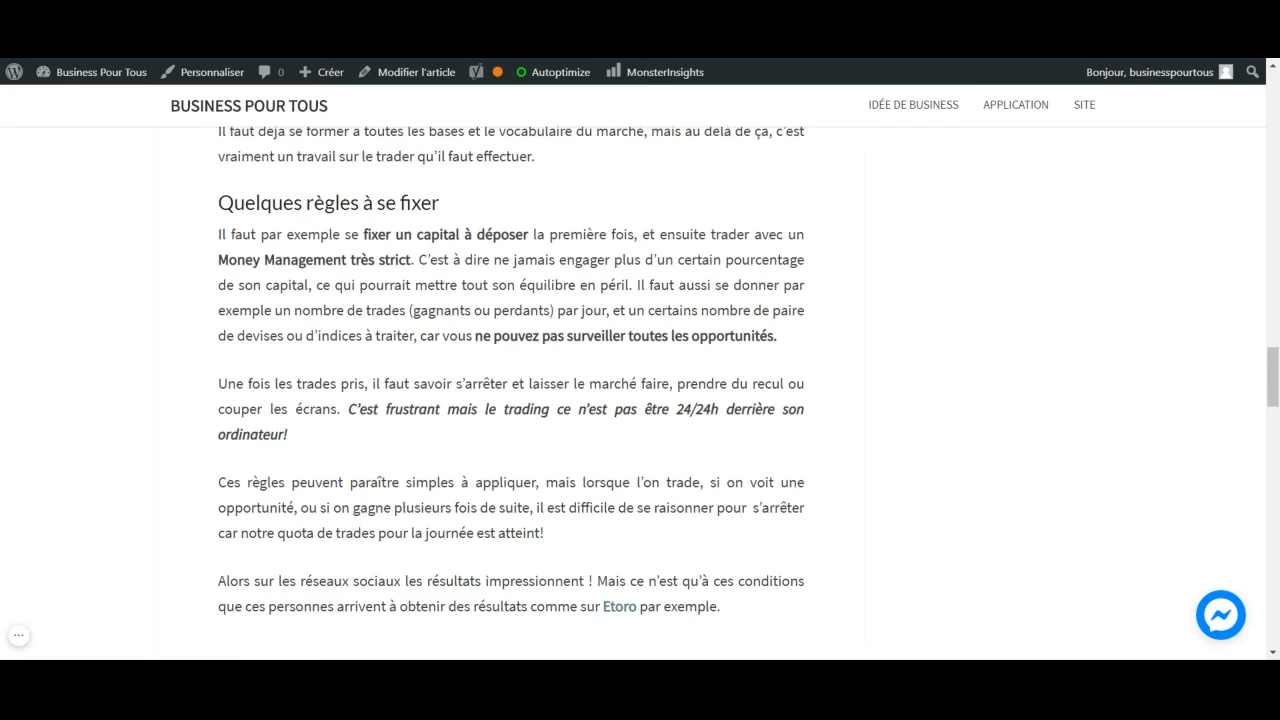 Business Pour Tous Personnaliser 0 Créer Modifier l'article Autoptimize MonsterInsights Bonjour, businesspourtous
BUSINESS POUR TOUS IDÉE DE BUSINESS APPLICATION SITE
Il faut déjà se former à toutes les bases et le vocabulaire du marché, mais au delà de ça, c'est
vraiment un travail sur le trader qu'il faut effectuer.
Quelques règles à se fixer
Il faut par exemple se fixer un capital à déposer la première fois, et ensuite trader avec un
Money Management très strict. C'est à dire ne jamais engager plus d'un certain pourcentage
de son capital, ce qui pourrait mettre tout son équilibre en péril. Il faut aussi se donner par
exemple un nombre de trades (gagnants ou perdants) par jour, et un certains nombre de paire
de devises ou d'indices à traiter, car vous ne pouvez pas surveiller toutes les opportunités.
Une fois les trades pris, il faut savoir s'arrêter et laisser le marché faire, prendre du recul ou
couper les écrans. C'est frustrant mais le trading ce n'est pas être 24/24h derrière son
ordinateur!
Ces règles peuvent paraître simples à appliquer, mais lorsque l'on trade, si on voit une
opportunité, ou si on gagne plusieurs fois de suite, il est difficile de se raisonner pour s'arrêter
car notre quota de trades pour la journée est atteint!
Alors sur les réseaux sociaux les résultats impressionnent ! Mais ce n'est qu'à ces conditions
que ces personnes arrivent à obtenir des résultats comme sur Etoro par exemple.